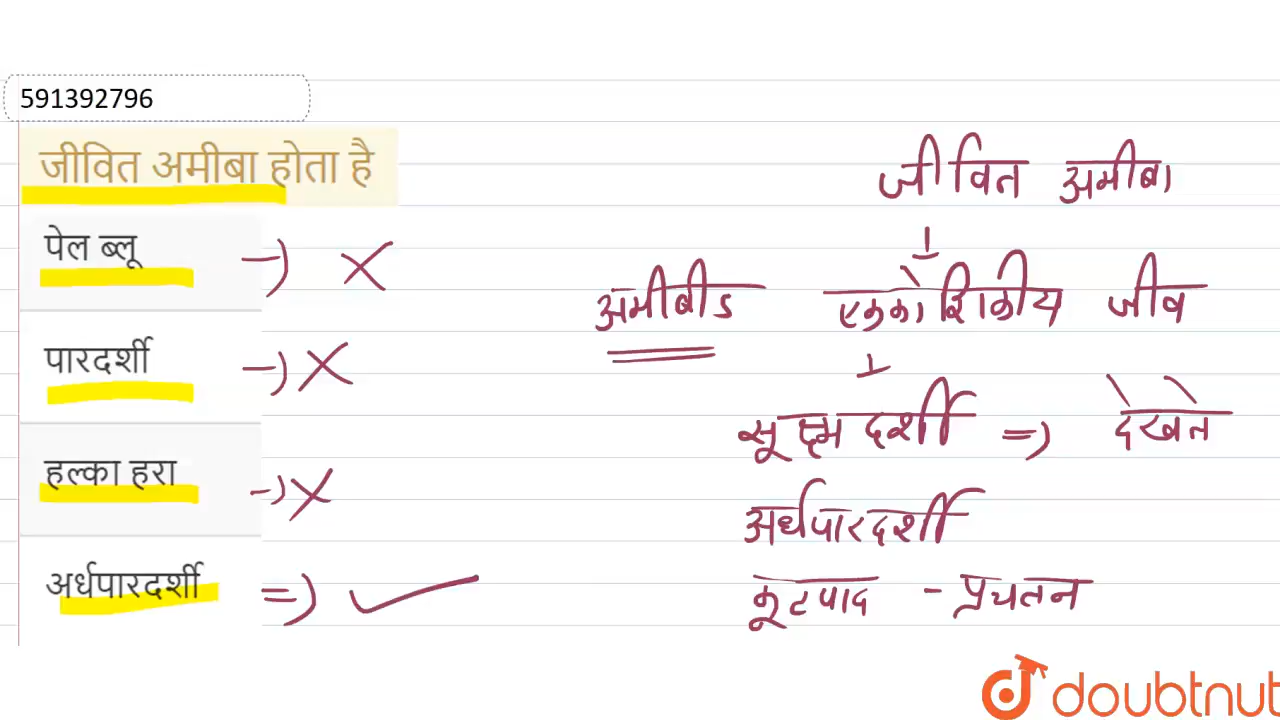 591392796
जीवित अमीबा होता है
पेल ब्लू
पारदर्शी
हल्का हरा
अर्धपारदर्शी
जीवित अमीबा
अमीबीड एककोशिकीय जीव
सूक्ष्मदर्शी => देखते
अर्धपारदर्शी
कूटपाद - प्रचलन
doubtnut